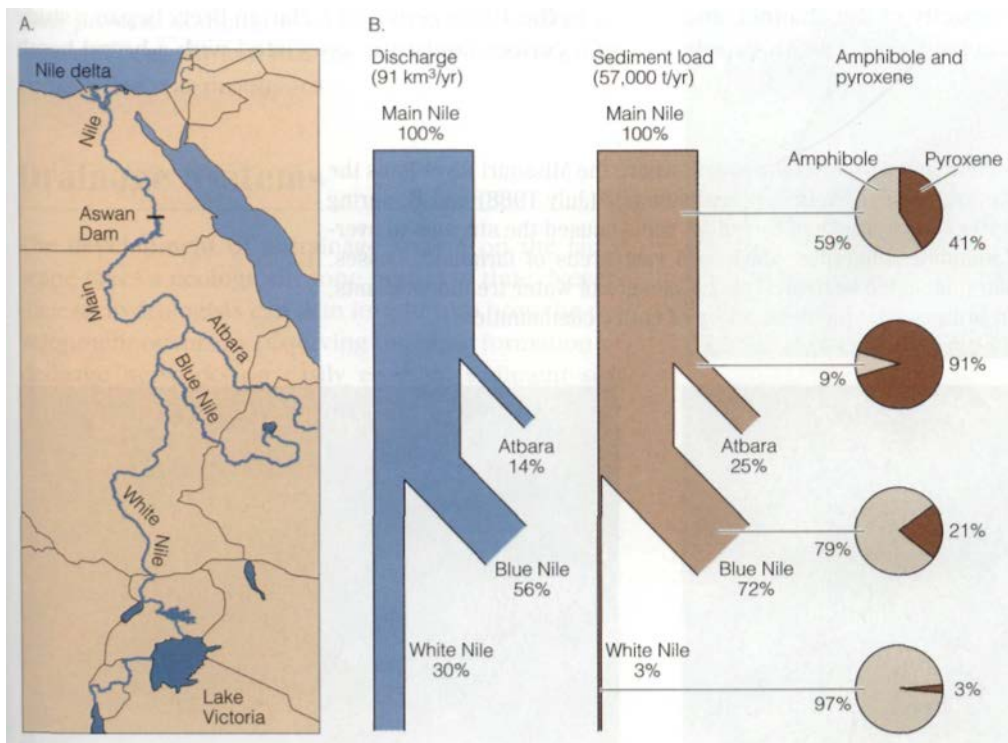 A.
Nile delta
Nile
Aswan
Dam
Main
Atbara
Blue Nile
White
Nile
Lake
Victoria
B.
Discharge
(91 km³/yr)
Main Nile
100%
Atbara
14%
Blue Nile
56%
White Nile
30%
Sediment load
(57,000 t/yr)
Main Nile
100%
Atbara
25%
Blue Nile
72%
White Nile
3%
Amphibole and
pyroxene
Amphibole
Pyroxene
59%
41%
9%
91%
79%
21%
97%
3%